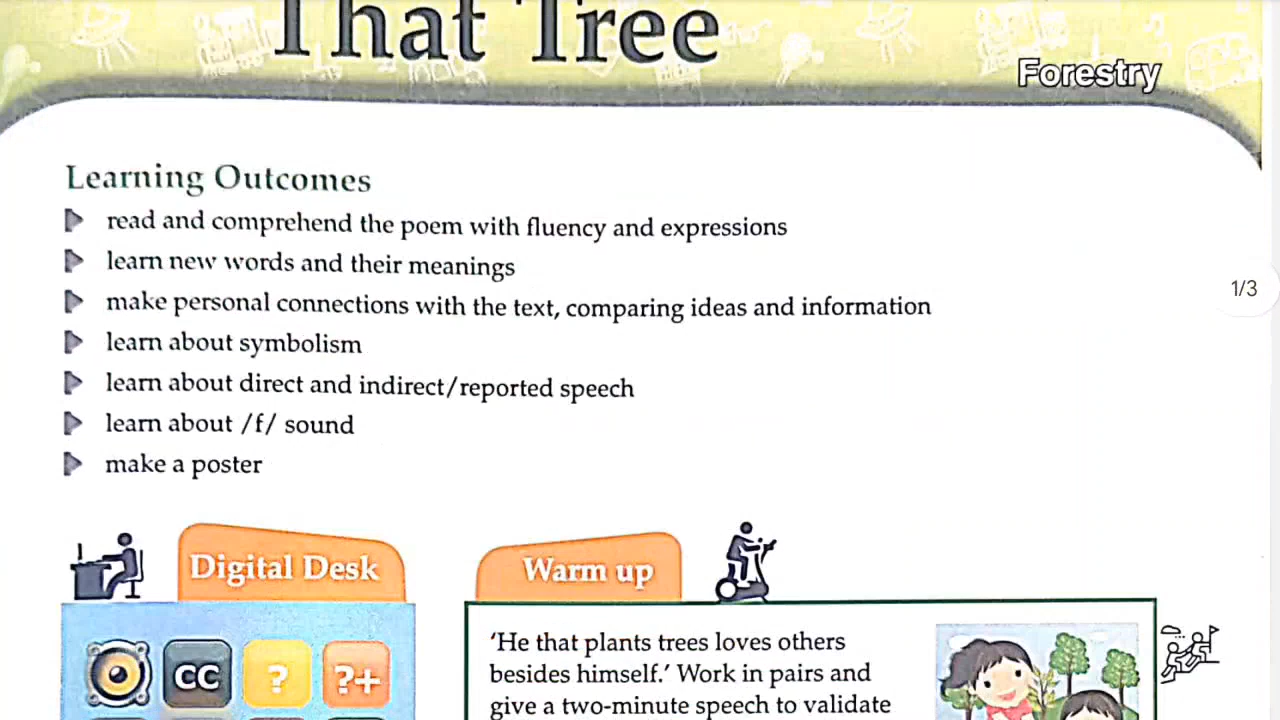 That Tree
Forestry
Learning Outcomes
read and comprehend the poem with fluency and expressions
learn new words and their meanings
make personal connections with the text, comparing ideas and information
1/3
learn about symbolism
learn about direct and indirect/reported speech
learn about /f/ sound
make a poster
Digital Desk
Warm up
'He that plants trees loves others
besides himself.' Work in pairs and
give a two-minute speech to validate
CC
?
?+